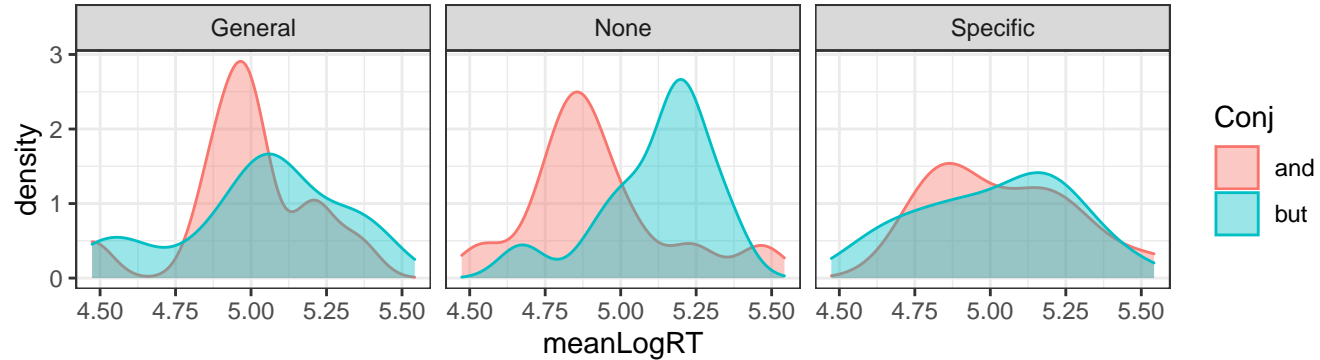 General None Specific
3
2
1
0
density
4.50 4.75 5.00 5.25 5.50 4.50 4.75 5.00 5.25 5.50 4.50 4.75 5.00 5.25 5.50
meanLogRT
Conj
and
but